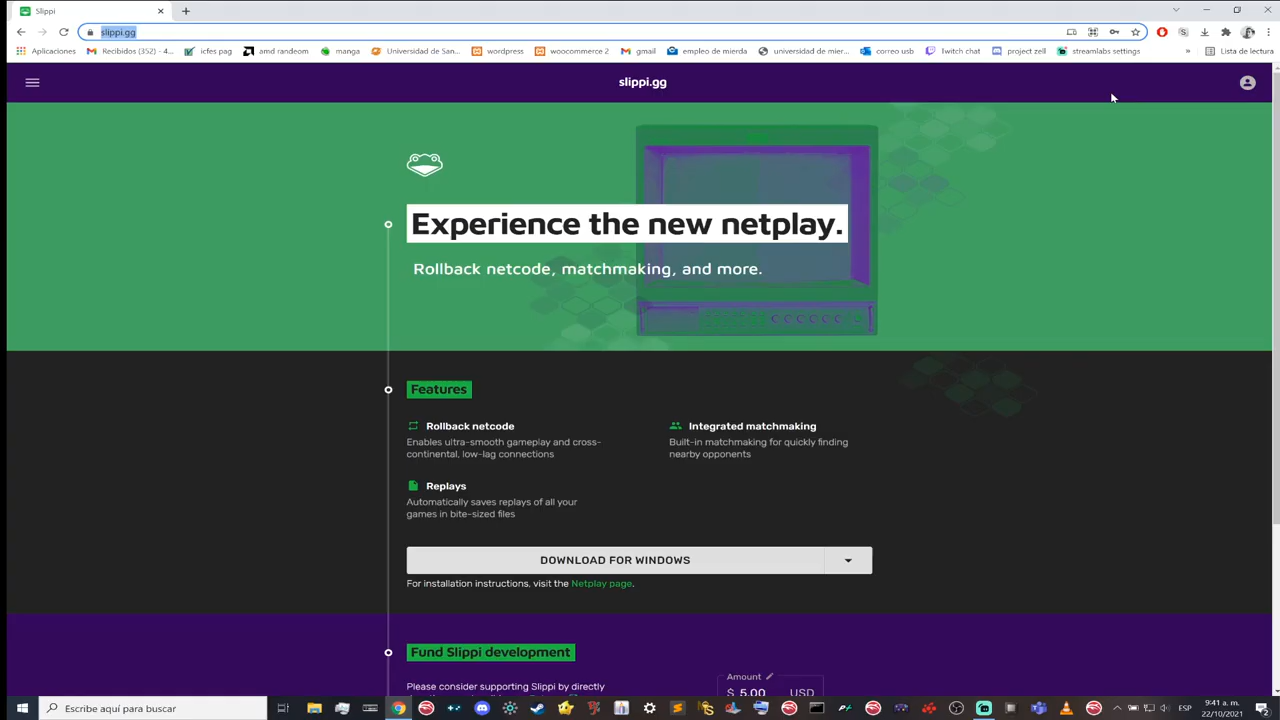 Slippi
slippi.gg
Aplicaciones
Recibidos (352) - 4...
icfes pag
amd randeom
manga
Universidad de San...
wordpress
woocommerce 2
gmail
empleo de mierda
universidad de mier...
correo usb
Twitch chat
project zell
streamlabs settings
»
Lista de lectura
slippi.gg
Experience the new netplay.
Rollback netcode, matchmaking, and more.
Features
Rollback netcode
Enables ultra-smooth gameplay and cross-
continental, low-lag connections
Integrated matchmaking
Built-in matchmaking for quickly finding
nearby opponents
Replays
Automatically saves replays of all your
games in bite-sized files
DOWNLOAD FOR WINDOWS
For installation instructions, visit the Netplay page.
Fund Slippi development
Please consider supporting Slippi by directly
Amount
$ 5.00 USD
Escribe aquí para buscar
ESP
9:41 a. m.
22/10/2021